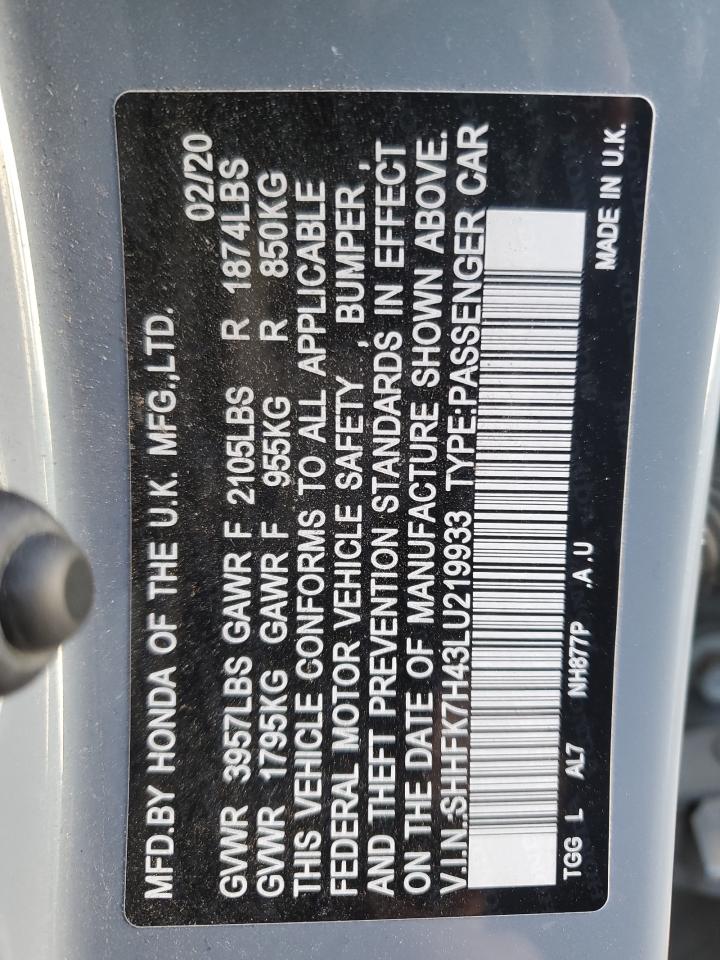 MFD.BY HONDA OF THE U.K. MFG.,LTD.
02/20
GVWR 3957LBS GAWR F 2105LBS R 1874LBS
GVWR 1795KG GAWR F 955KG R 850KG
THIS VEHICLE CONFORMS TO ALL APPLICABLE
FEDERAL MOTOR VEHICLE SAFETY , BUMPER ,
AND THEFT PREVENTION STANDARDS IN EFFECT
ON THE DATE OF MANUFACTURE SHOWN ABOVE.
V.I.N.:SHHFK7H43LU219933 TYPE:PASSENGER CAR
TGG L AL7 NH877P ,A,U MADE IN U.K.